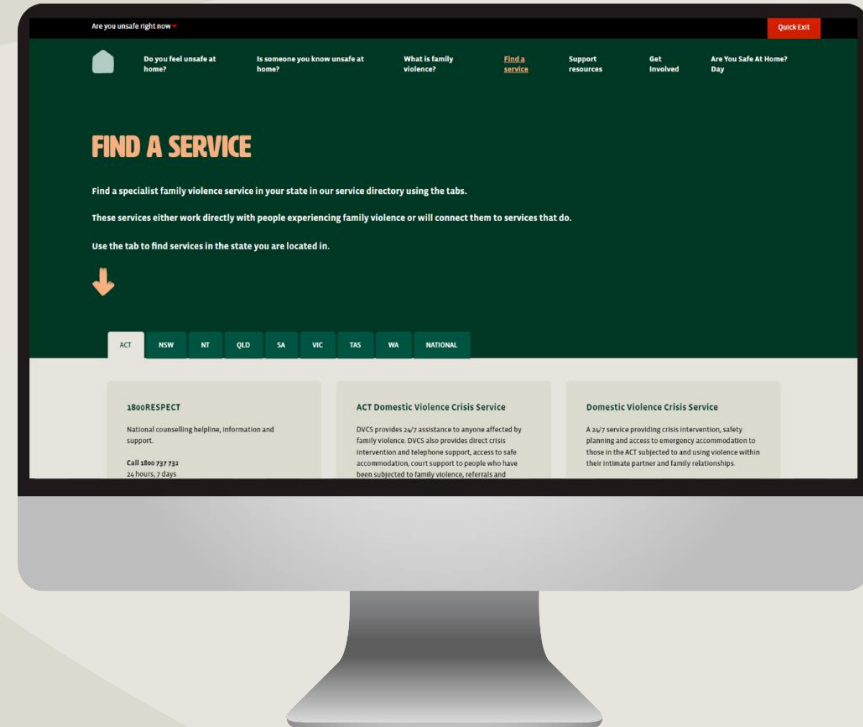 Are you unsafe right now
Quick Exit
Do you feel unsafe at
home?
Is someone you know unsafe at
home?
What is family
violence?
Find a
service
Support
resources
Get
Involved
Are You Safe At Home?
Day
FIND A SERVICE
Find a specialist family violence service in your state in our service directory using the tabs.
These services either work directly with people experiencing family violence or will connect them to services that do.
Use the tab to find services in the state you are located in.
ACT
NSW
NT
QLD
SA
VIC
TAS
WA
NATIONAL
1800RESPECT
National counselling helpline, information and
support.
Call 1800 737 732
24 hours, 7 days
ACT Domestic Violence Crisis Service
DVCS provides 24/7 assistance to anyone affected by
family violence. DVCS also provides direct crisis
intervention and telephone support, access to safe
accommodation, court support to people who have
been subjected to family violence, referrals and
Domestic Violence Crisis Service
A 24/7 service providing crisis intervention, safety
planning and access to emergency accommodation to
those in the ACT subjected to and using violence within
their intimate partner and family relationships.